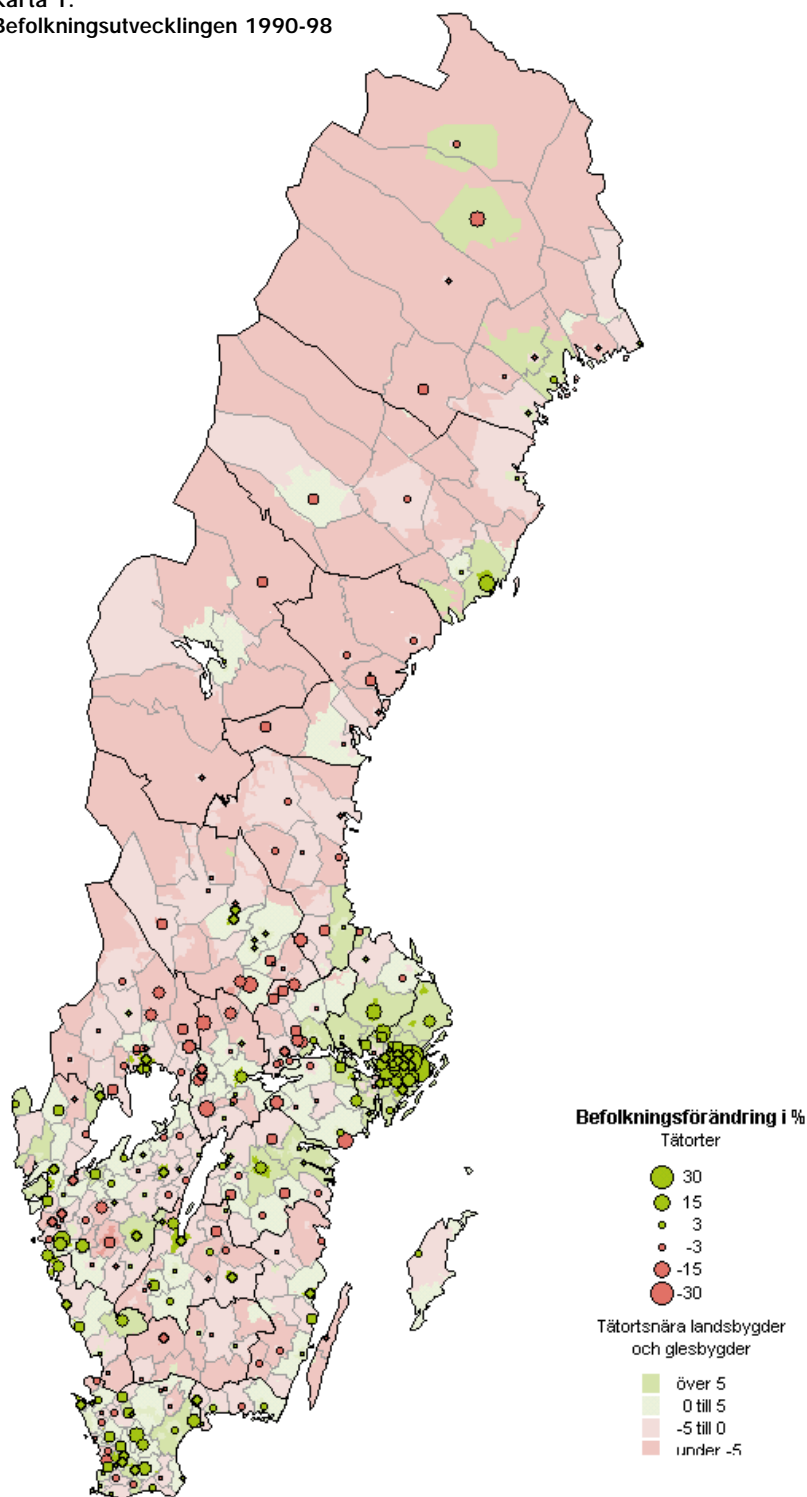 Karta 1.
Befolkningsutvecklingen 1990-98
Befolkningsförändring i %
Tätorter
30
15
3
-3
-15
-30
Tätortsnära landsbygder
och glesbygder
över 5
0 till 5
-5 till 0
under -5